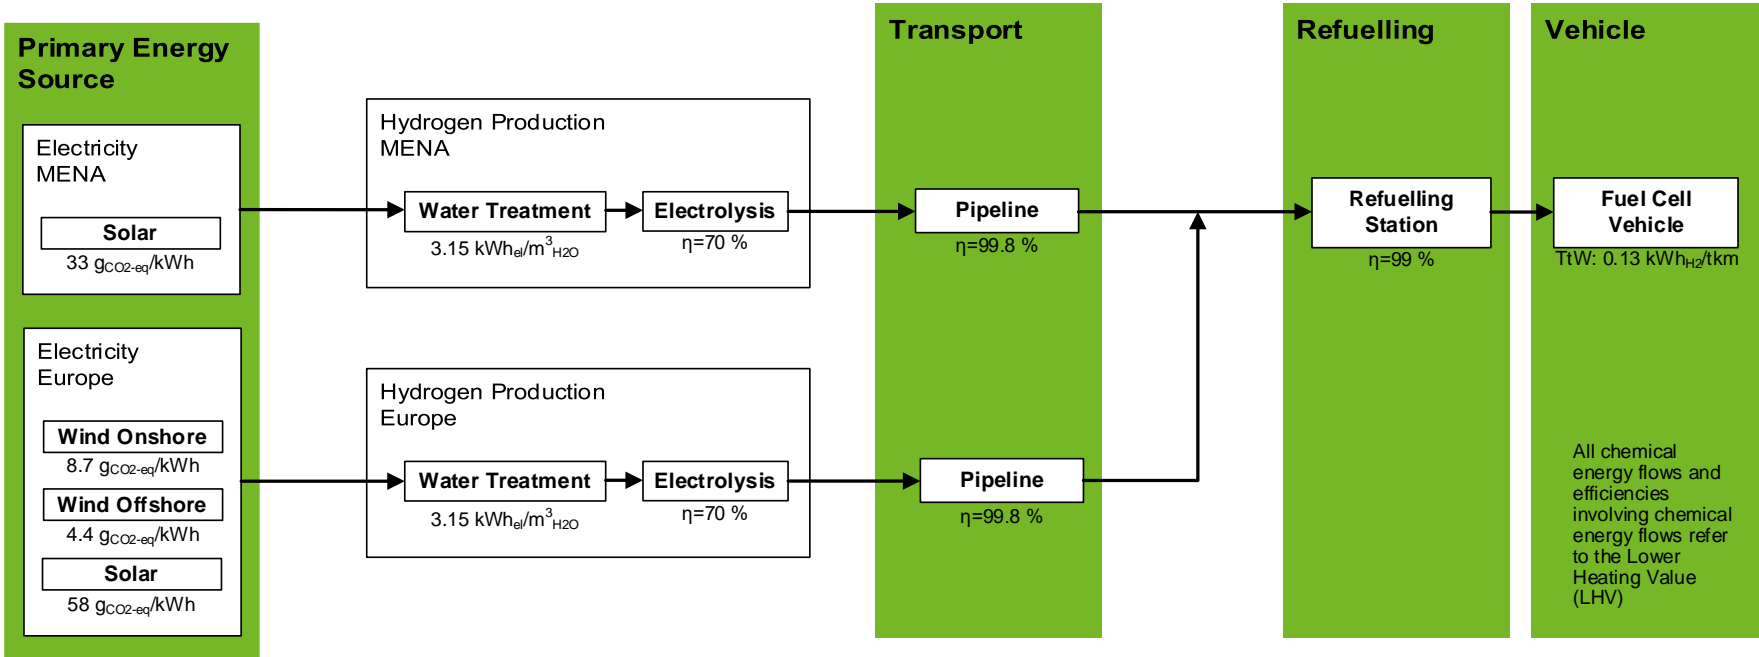 Primary Energy
Source
Electricity
MENA
Solar
33 gCO2-eq/kWh
Electricity
Europe
Wind Onshore
8.7 gCO2-eq/kWh
Wind Offshore
4.4 gCO2-eq/kWh
Solar
58 gCO2-eq/kWh
Hydrogen Production
MENA
Water Treatment
3.15 kWhel/m³H2O
Electrolysis
η=70 %
Hydrogen Production
Europe
Water Treatment
3.15 kWhel/m³H2O
Electrolysis
η=70 %
Transport
Pipeline
η=99.8 %
Pipeline
η=99.8 %
Refuelling
Refuelling
Station
η=99 %
Vehicle
Fuel Cell
Vehicle
TtW: 0.13 kWhH2/tkm
All chemical
energy flows and
efficiencies
involving chemical
energy flows refer
to the Lower
Heating Value
(LHV)